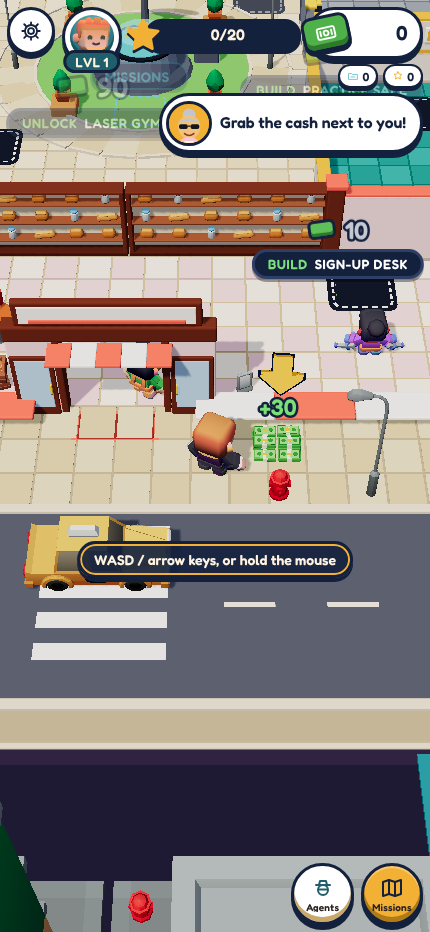 0/20
0
LVL 1
MISSIONS
90
0
0
BUILD PRACTICE SAFE
UNLOCK LASER GYM
Grab the cash next to you!
10
BUILD SIGN-UP DESK
+30
WASD / arrow keys, or hold the mouse
Agents
Missions